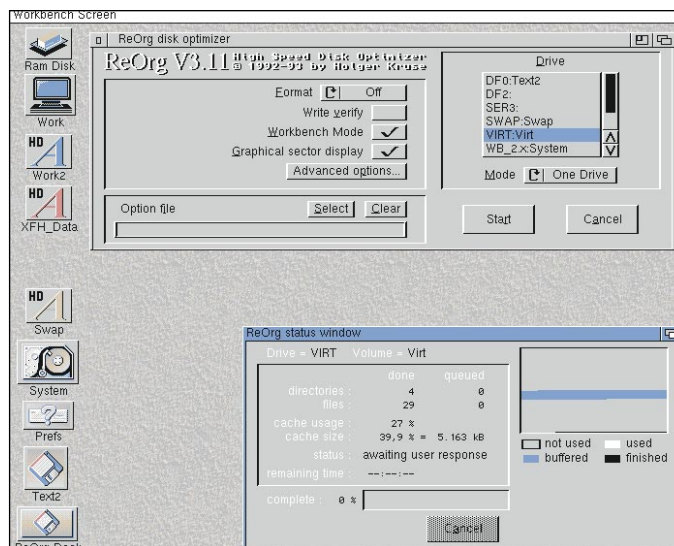 Workbench Screen
Ram Disk
Work
HD
Work2
HD
XFH_Data
HD
Swap
System
Prefs
Text2
ReOrg Desk
ReOrg disk optimizer
ReOrg V3.11 High Speed Disk Optimizer
© 1992-93 by Holger Kruse
Format Off
Write verify
Workbench Mode
Graphical sector display
Advanced options...
Option file Select Clear
Drive
DF0:Text2
DF2:
SER3:
SWAP:Swap
VIRT:Virt
WB_2.x:System
Mode One Drive
Start Cancel
ReOrg status window
Drive = VIRT Volume = Virt
done queued
directories : 4 0
files : 29 0
cache usage : 27 %
cache size : 39,9 % = 5.163 kB
status : awaiting user response
remaining time : --:--:--
complete : 0 %
Cancel
not used used
buffered finished